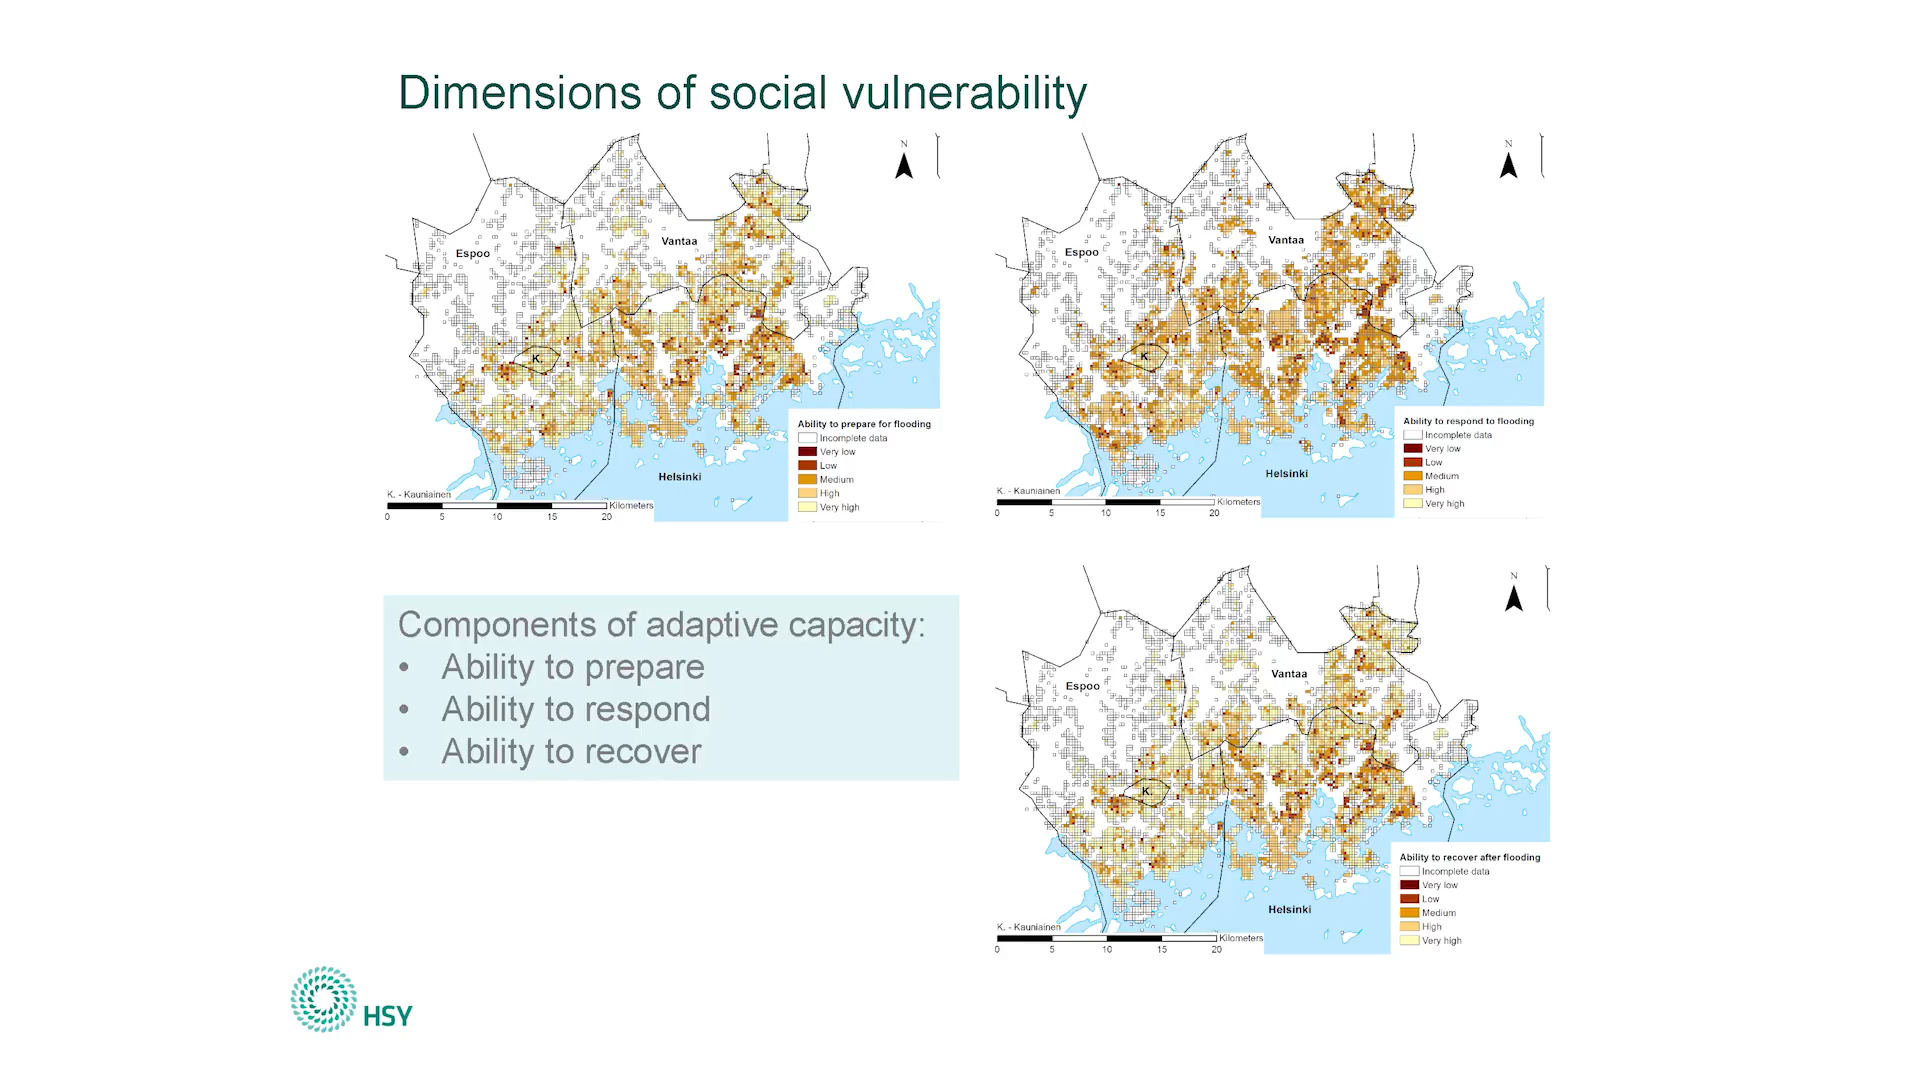 Dimensions of social vulnerability
N
Espoo
Vantaa
K.
Helsinki
Ability to prepare for flooding
Incomplete data
Very low
Low
Medium
High
Very high
K. - Kauniainen
Kilometers
0 5 10 15 20
N
Espoo
Vantaa
K.
Helsinki
Ability to respond to flooding
Incomplete data
Very low
Low
Medium
High
Very high
K. - Kauniainen
Kilometers
0 5 10 15 20
Components of adaptive capacity:
• Ability to prepare
• Ability to respond
• Ability to recover
N
Espoo
Vantaa
K.
Helsinki
Ability to recover after flooding
Incomplete data
Very low
Low
Medium
High
Very high
K. - Kauniainen
Kilometers
0 5 10 15 20
HSY